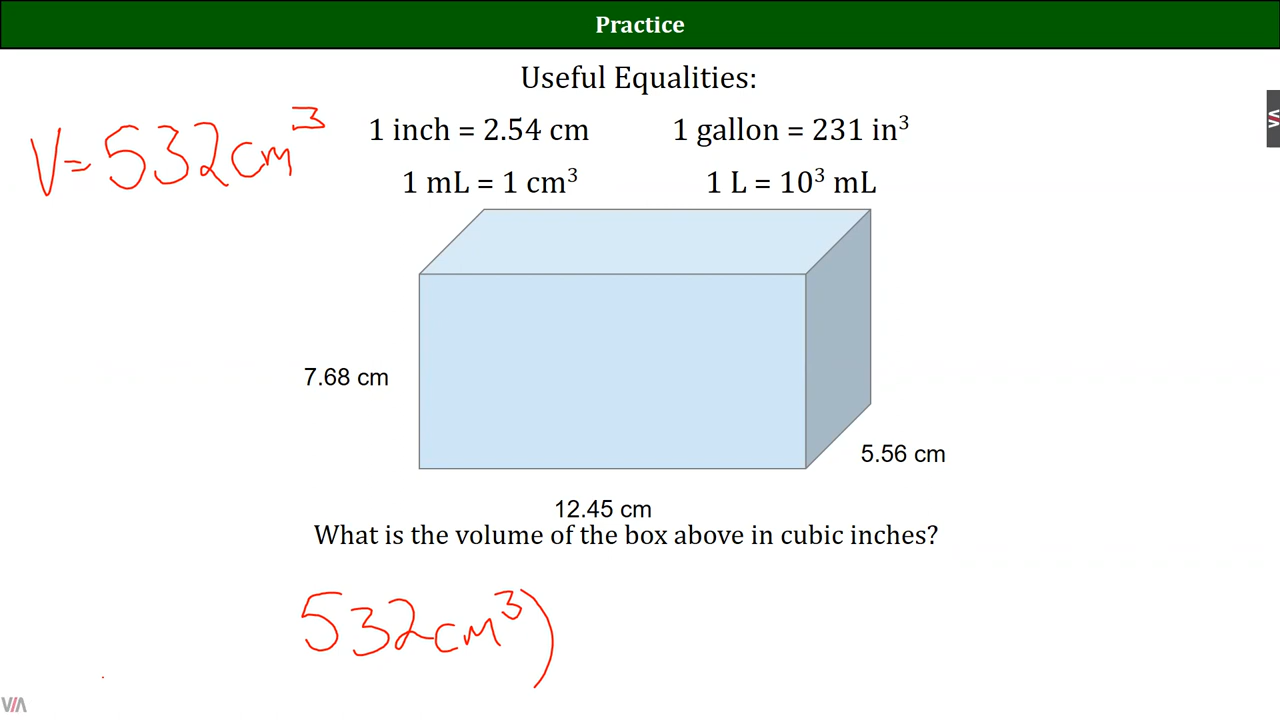 Practice
Useful Equalities:
V=532cm³
1 inch = 2.54 cm 1 gallon = 231 in³
1 mL = 1 cm³ 1 L = 10³ mL
7.68 cm
5.56 cm
12.45 cm
What is the volume of the box above in cubic inches?
532cm³)
VIA